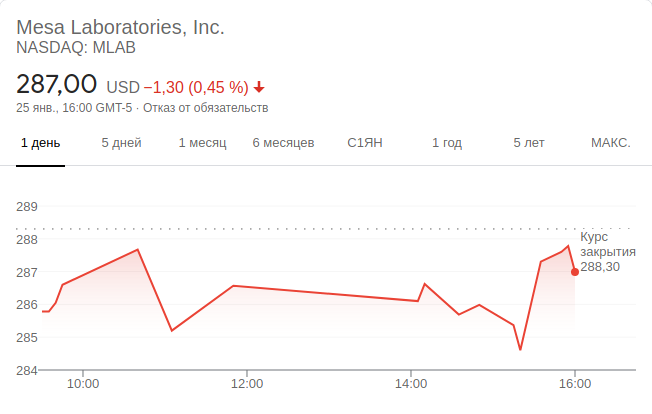 Mesa Laboratories, Inc.
NASDAQ: MLAB
287,00 USD −1,30 (0,45 %)
25 янв., 16:00 GMT-5 · Отказ от обязательств
1 день 5 дней 1 месяц 6 месяцев С1ЯН 1 год 5 лет МАКС.
289
288
287
286
285
284
Курс
закрытия
288,30
10:00 12:00 14:00 16:00